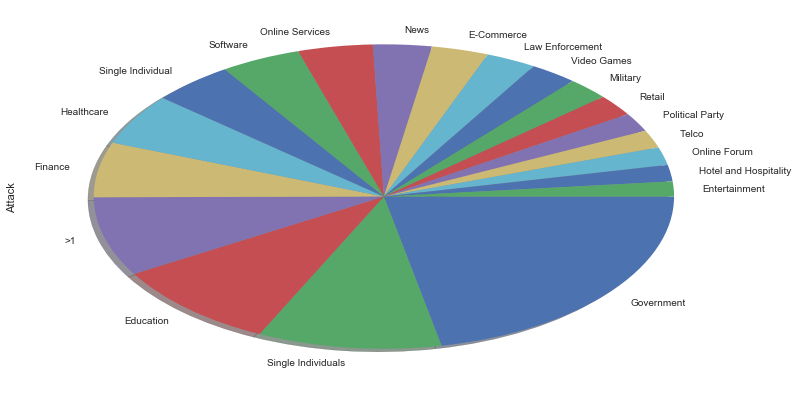 News
Online Services
E-Commerce
Software
Law Enforcement
Video Games
Single Individual
Military
Retail
Healthcare
Political Party
Telco
Online Forum
Finance
Hotel and Hospitality
Entertainment
Attack
>1
Government
Education
Single Individuals